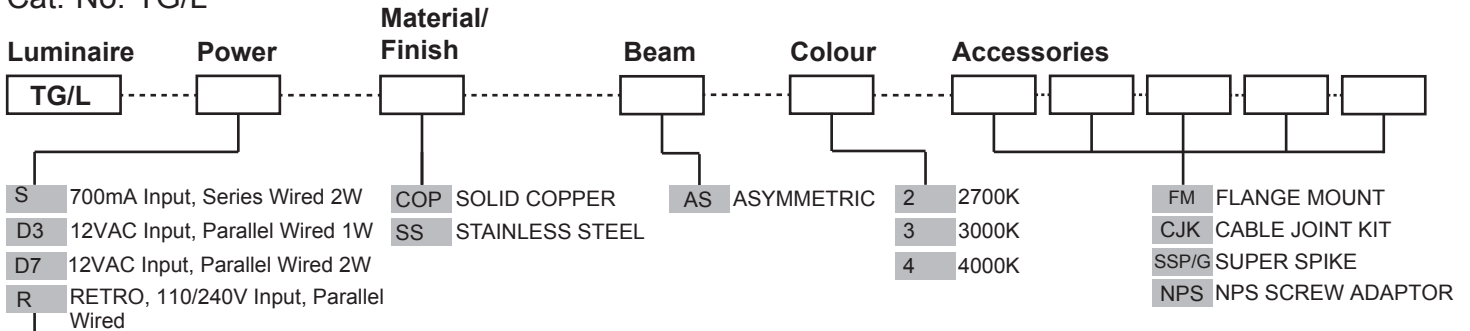 Cat. No. TG/L
Material/
Luminaire Power Finish Beam Colour Accessories
TG/L
S 700mA Input, Series Wired 2W COP SOLID COPPER AS ASYMMETRIC 2 2700K FM FLANGE MOUNT
D3 12VAC Input, Parallel Wired 1W SS STAINLESS STEEL 3 3000K CJK CABLE JOINT KIT
D7 12VAC Input, Parallel Wired 2W 4 4000K SSP/G SUPER SPIKE
R RETRO, 110/240V Input, Parallel NPS NPS SCREW ADAPTOR
Wired